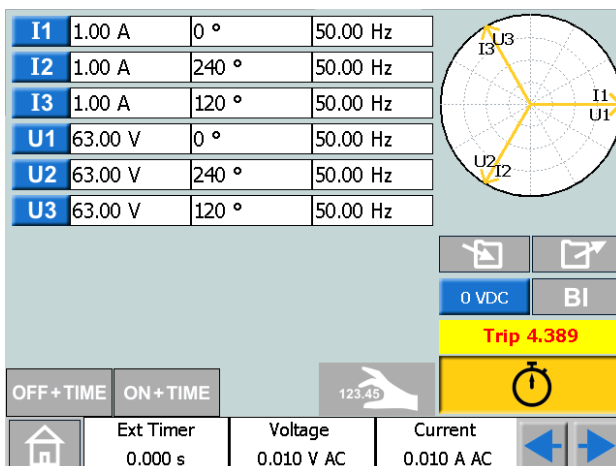 I1 1.00 A 0 ° 50.00 Hz
I2 1.00 A 240 ° 50.00 Hz
I3 1.00 A 120 ° 50.00 Hz
U1 63.00 V 0 ° 50.00 Hz
U2 63.00 V 240 ° 50.00 Hz
U3 63.00 V 120 ° 50.00 Hz
U3
I3
I1
U1
U2
I2
0 VDC BI
Trip 4.389
OFF+TIME ON+TIME 123.45
Ext Timer Voltage Current
0.000 s 0.010 V AC 0.010 A AC